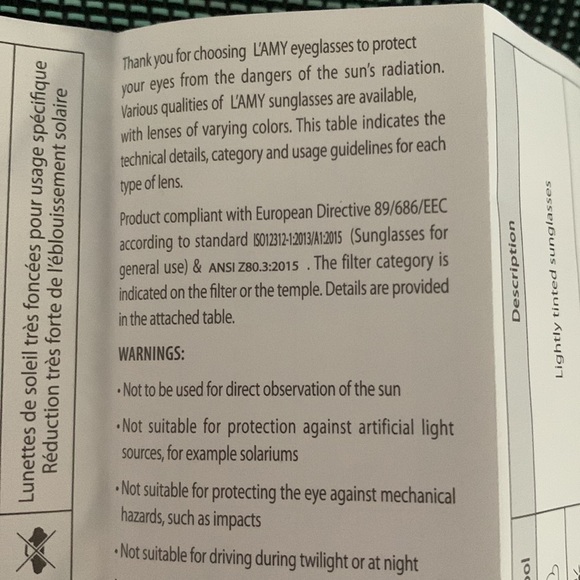 Lunettes de soleil très foncées pour usage spécifique
Réduction très forte de l'éblouissement solaire
Thank you for choosing L'AMY eyeglasses to protect
your eyes from the dangers of the sun's radiation.
Various qualities of L'AMY sunglasses are available,
with lenses of varying colors. This table indicates the
technical details, category and usage guidelines for each
type of lens.
Product compliant with European Directive 89/686/EEC
according to standard ISO12312-1:2013/A1:2015 (Sunglasses for
general use) & ANSI Z80.3:2015 . The filter category is
indicated on the filter or the temple. Details are provided
in the attached table.
WARNINGS:
• Not to be used for direct observation of the sun
• Not suitable for protection against artificial light
sources, for example solariums
• Not suitable for protecting the eye against mechanical
hazards, such as impacts
• Not suitable for driving during twilight or at night
Description
Lightly tinted sunglasses